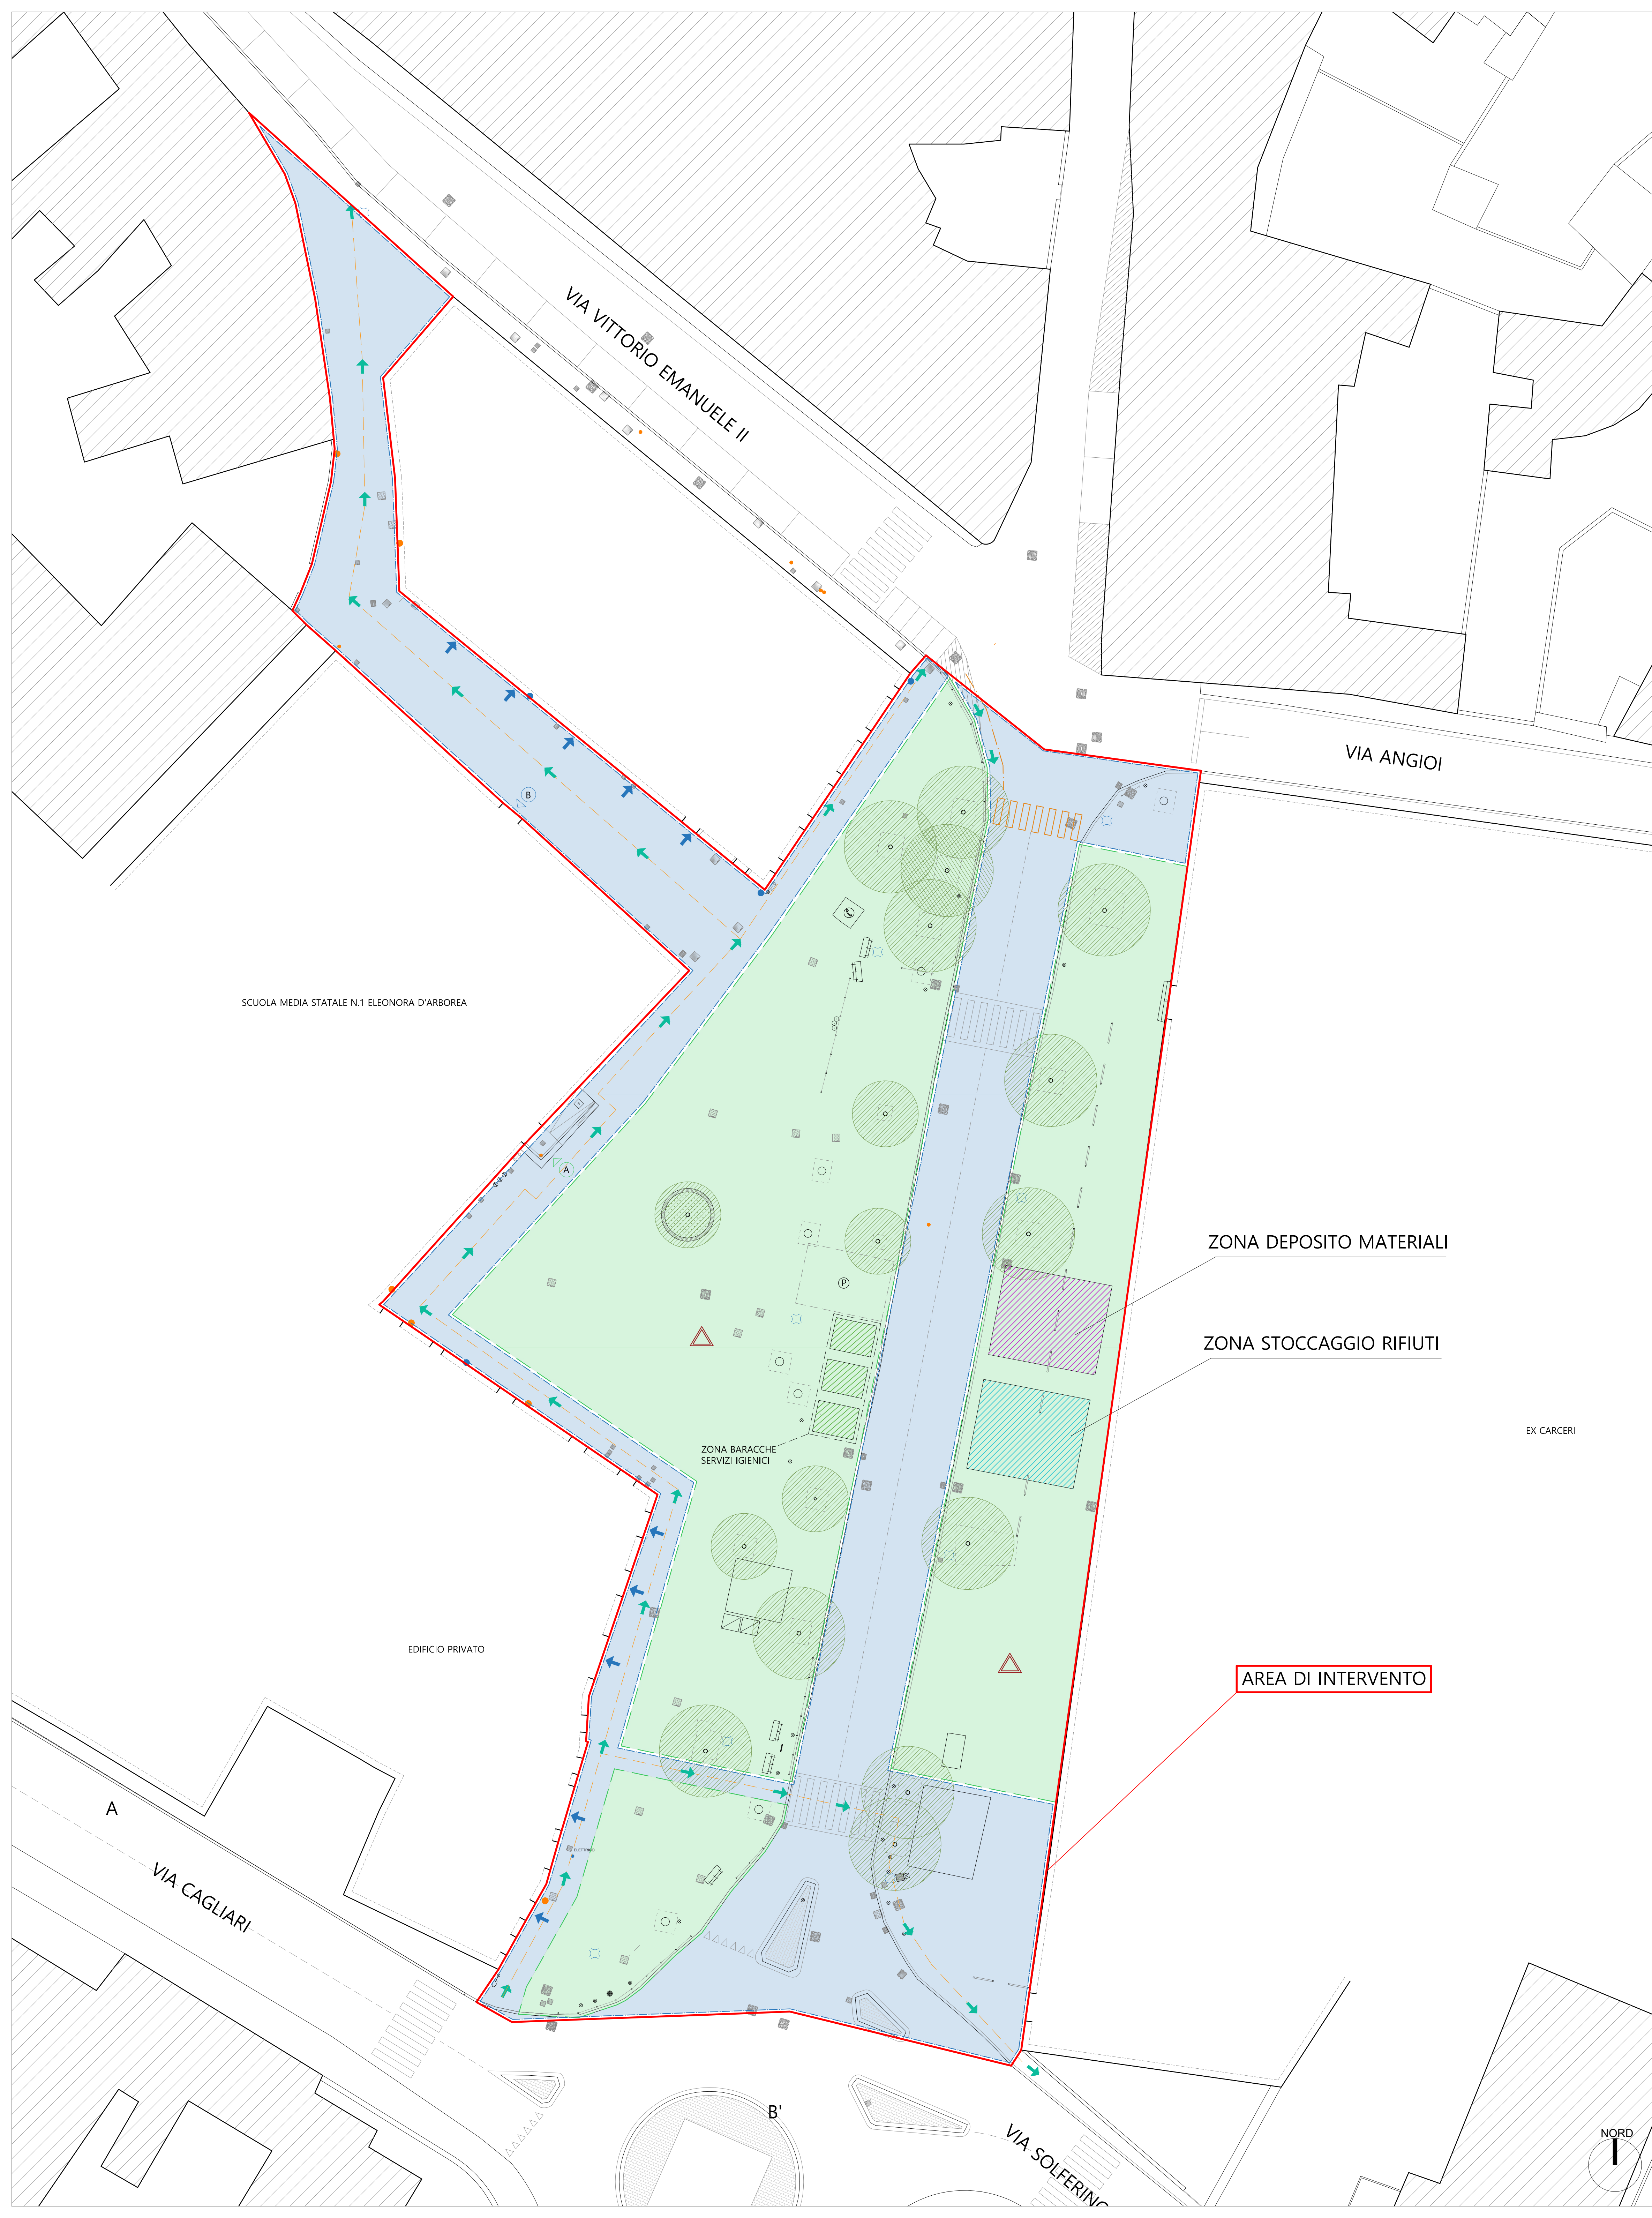 VIA VITTORIO EMANUELE II
VIA ANGIOI
B
SCUOLA MEDIA STATALE N.1 ELEONORA D'ARBOREA
A
ZONA DEPOSITO MATERIALI
P
ZONA STOCCAGGIO RIFIUTI
EX CARCERI
ZONA BARACCHE
SERVIZI IGIENICI
EDIFICIO PRIVATO
AREA DI INTERVENTO
A
VIA CAGLIARI
ELETTRICO
B'
VIA SOLFERINO
NORD